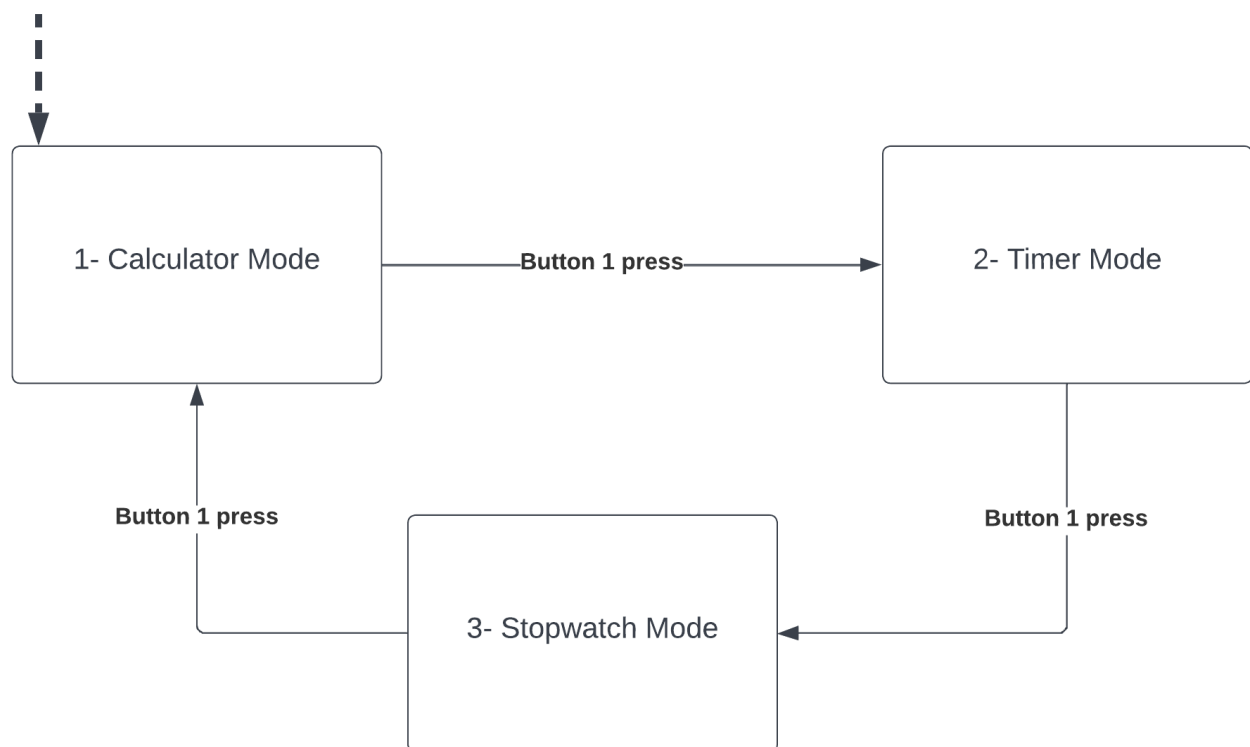 1- Calculator Mode
Button 1 press
2- Timer Mode
Button 1 press
Button 1 press
3- Stopwatch Mode